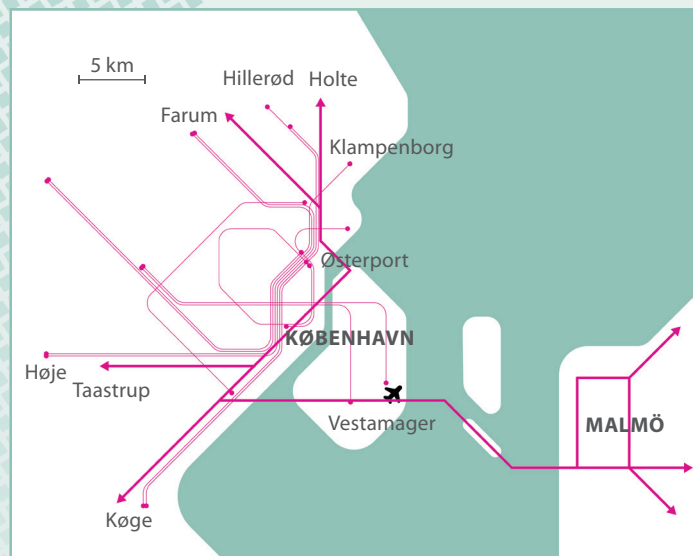 5 km
Hillerød
Holte
Farum
Klampenborg
Østerport
KØBENHAVN
Høje
Taastrup
Vestamager
MALMÖ
Køge